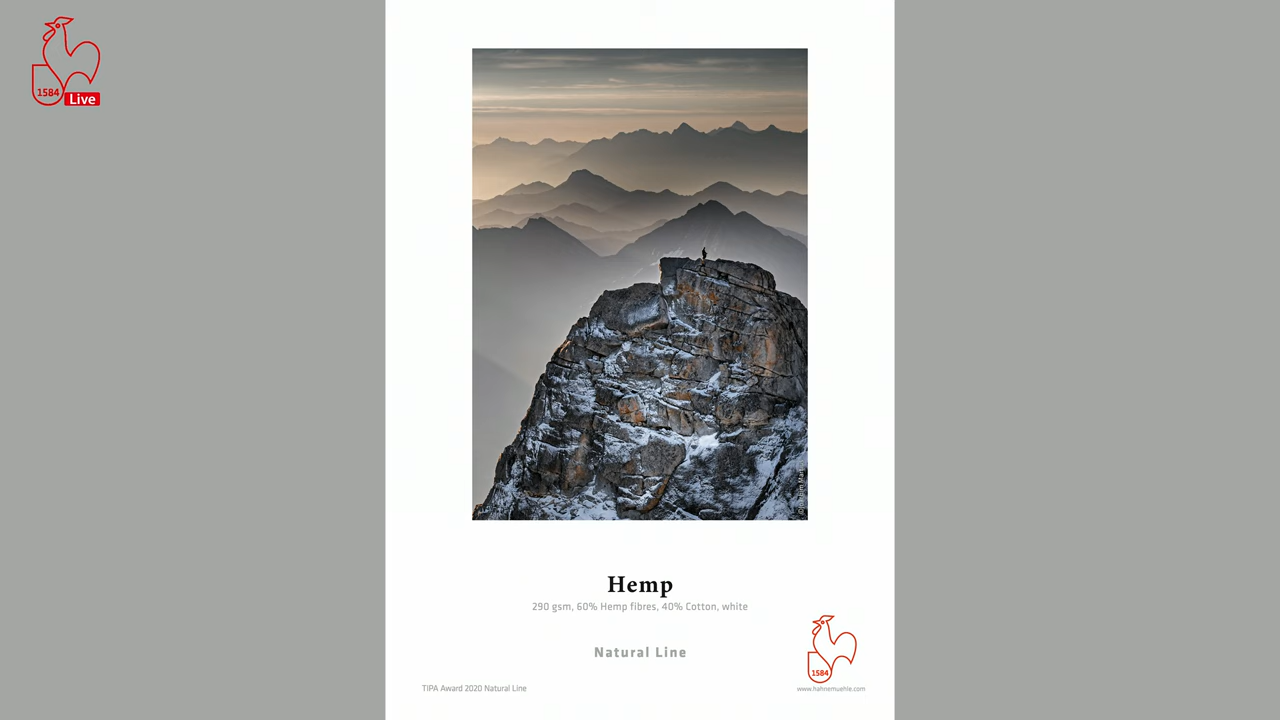 1584
Live
Hemp
290 gsm, 60% Hemp fibres, 40% Cotton, white
Natural Line
1584
TIPA Award 2020 Natural Line
www.hahnemuehle.com